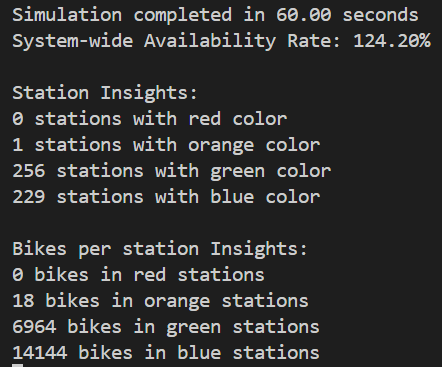 Simulation completed in 60.00 seconds
System-wide Availability Rate: 124.20%
Station Insights:
0 stations with red color
1 stations with orange color
256 stations with green color
229 stations with blue color
Bikes per station Insights:
0 bikes in red stations
18 bikes in orange stations
6964 bikes in green stations
14144 bikes in blue stations